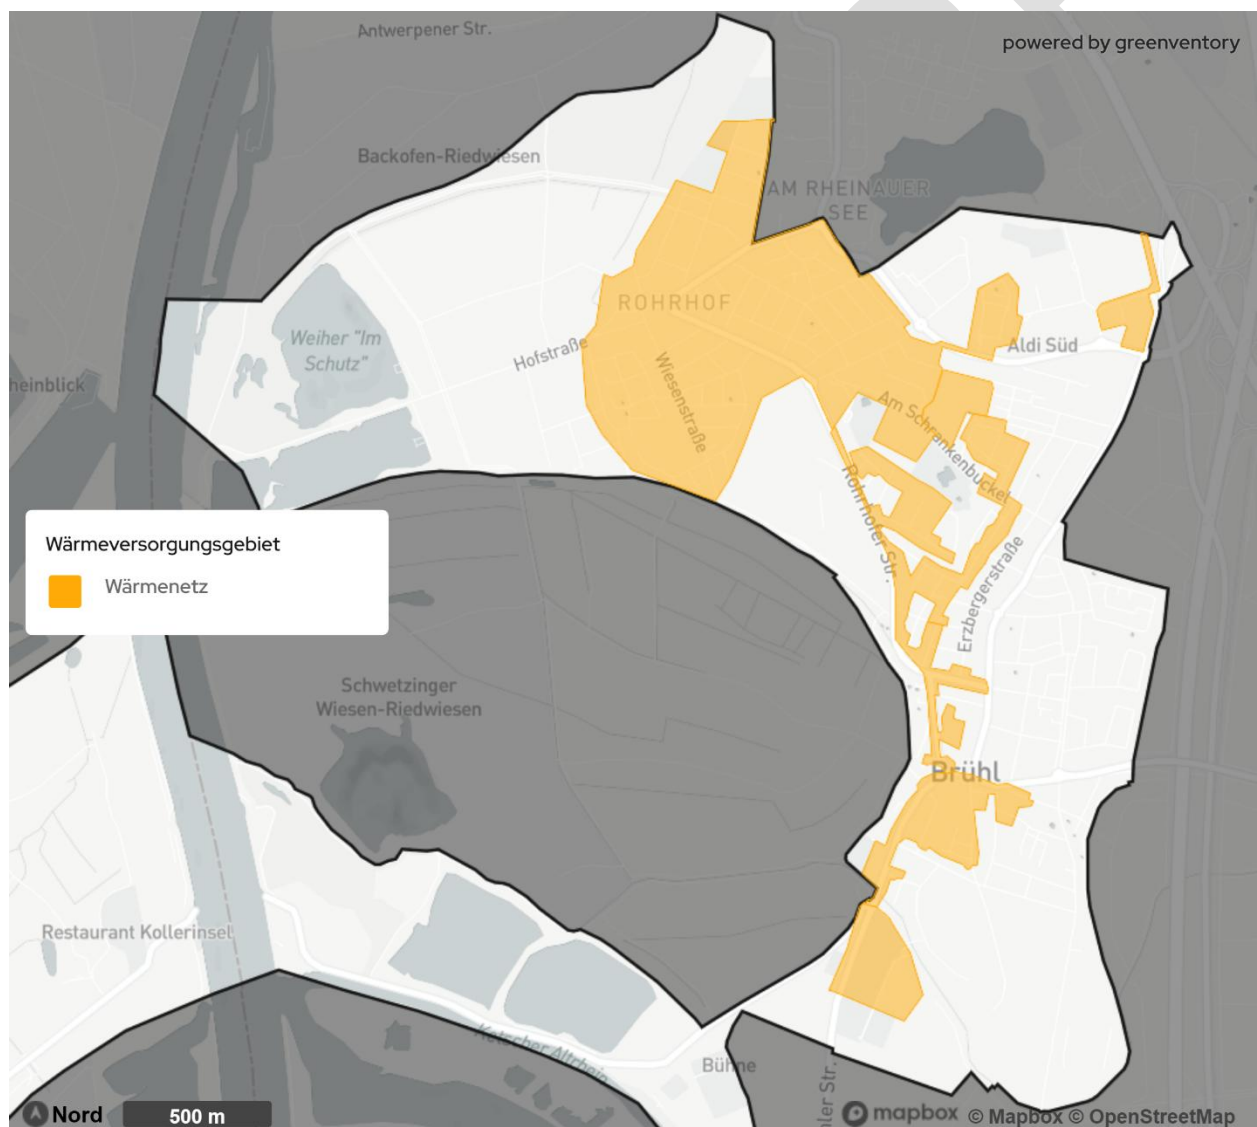 Antwerpener Str.
powered by greenventory
Backofen-Riedwiesen
AM RHEINAUER
SEE
ROHRHOF
Weiher "Im
Schutz"
Hofstraße
Aldi Süd
heinblick
Wiesenstraße
Am Schrankenbuckel
Rohrhofer Str.
Wärmeversorgungsgebiet
Wärmenetz
Erzbergerstraße
Schwetzinger
Wiesen-Riedwiesen
Brühl
Restaurant Kollerinsel
Ketscher Altrhein
Bühne
ler Str.
Nord
500 m
mapbox
© Mapbox © OpenStreetMap